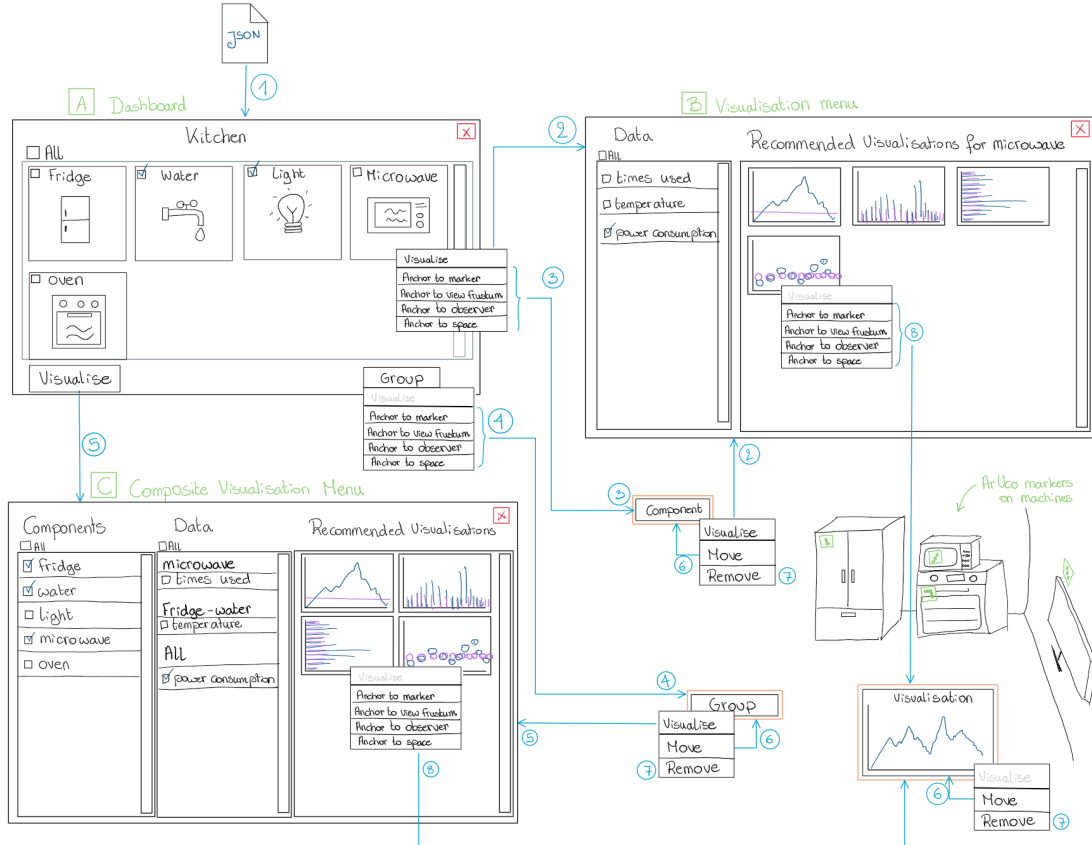 JSON
1
A Dashboard
Kitchen
X
All
Fridge
Water
Light
Microwave
Oven
Visualise
Anchor to marker
Anchor to view frustum
Anchor to observer
Anchor to space
3
Visualise
Group
Visualise
Anchor to marker
Anchor to view frustum
Anchor to observer
Anchor to space
4
5
2
B Visualisation menu
X
Data
All
times used
temperature
power consumption
Recommended Visualisations for microwave
Visualise
Anchor to marker
Anchor to view frustum
Anchor to observer
Anchor to space
8
2
3
Component
Visualise
Move
Remove
6
7
ArUco markers
on machines
C Composite Visualisation Menu
X
Components
All
fridge
water
light
microwave
oven
Data
All
microwave
times used
Fridge-water
temperature
All
power consumption
Recommended Visualisations
Visualise
Anchor to marker
Anchor to view frustum
Anchor to observer
Anchor to space
8
4
Group
Visualise
Move
Remove
5
6
7
Visualisation
Visualise
Move
Remove
6
7